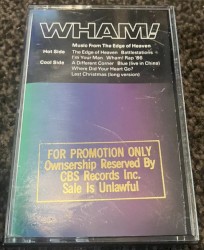 WHAM!
Music From The Edge of Heaven
Hot Side The Edge of Heaven Battlestations
I'm Your Man Wham! Rap '86
Cool Side A Different Corner Blue (live in China)
Where Did Your Heart Go?
Last Christmas (long version)
FOR PROMOTION ONLY
Ownsership Reserved By
CBS Records Inc.
Sale Is Unlawful